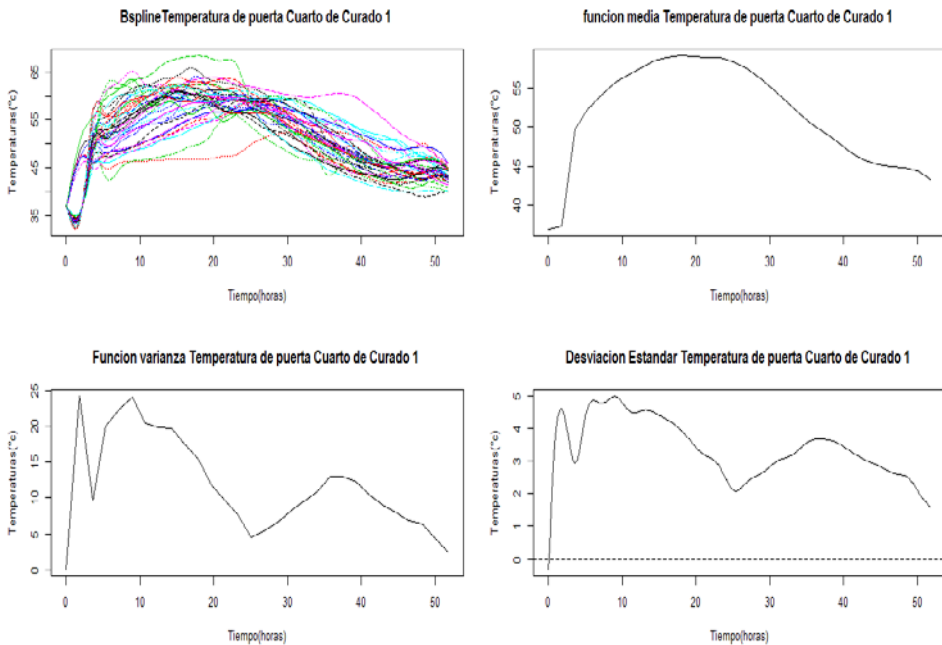 BsplineTemperatura de puerta Cuarto de Curado 1
Temperaturas(°c)
65
55
45
35
0 10 20 30 40 50
Tiempo(horas)
funcion media Temperatura de puerta Cuarto de Curado 1
Temperaturas(°c)
55
50
45
40
0 10 20 30 40 50
Tiempo(horas)
Funcion varianza Temperatura de puerta Cuarto de Curado 1
Temperaturas(°c)
25
20
15
10
5
0
0 10 20 30 40 50
Tiempo(horas)
Desviacion Estandar Temperatura de puerta Cuarto de Curado 1
Temperaturas(°c)
5
4
3
2
1
0
0 10 20 30 40 50
Tiempo(horas)